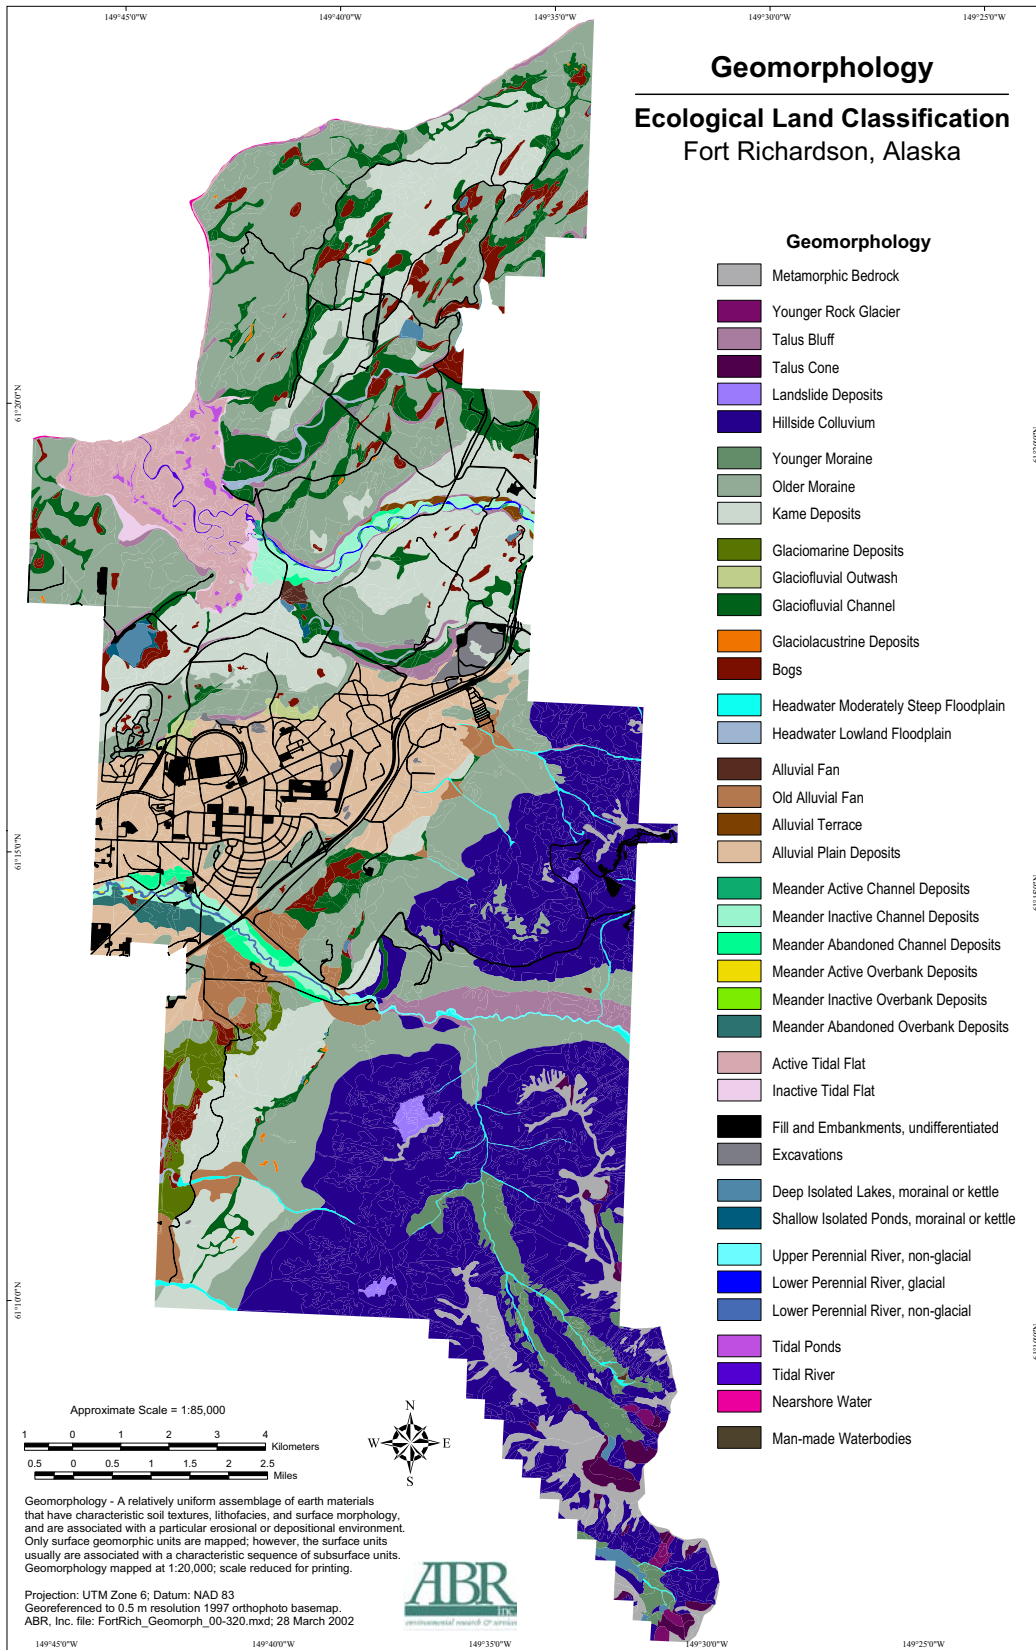 149°45'0"W 149°40'0"W 149°35'0"W 149°30'0"W 149°25'0"W
Geomorphology
Ecological Land Classification
Fort Richardson, Alaska
Geomorphology
Metamorphic Bedrock
Younger Rock Glacier
Talus Bluff
Talus Cone
Landslide Deposits
Hillside Colluvium
Younger Moraine
Older Moraine
Kame Deposits
Glaciomarine Deposits
Glaciofluvial Outwash
Glaciofluvial Channel
Glaciolacustrine Deposits
Bogs
Headwater Moderately Steep Floodplain
Headwater Lowland Floodplain
Alluvial Fan
Old Alluvial Fan
Alluvial Terrace
Alluvial Plain Deposits
Meander Active Channel Deposits
Meander Inactive Channel Deposits
Meander Abandoned Channel Deposits
Meander Active Overbank Deposits
Meander Inactive Overbank Deposits
Meander Abandoned Overbank Deposits
Active Tidal Flat
Inactive Tidal Flat
Fill and Embankments, undifferentiated
Excavations
Deep Isolated Lakes, morainal or kettle
Shallow Isolated Ponds, morainal or kettle
Upper Perennial River, non-glacial
Lower Perennial River, glacial
Lower Perennial River, non-glacial
Tidal Ponds
Tidal River
Nearshore Water
Man-made Waterbodies
61°20'0"N
61°15'0"N
61°10'0"N
Approximate Scale = 1:85,000
1 0 1 2 3 4
Kilometers
0.5 0 0.5 1 1.5 2 2.5
Miles
N
W E
S
Geomorphology - A relatively uniform assemblage of earth materials
that have characteristic soil textures, lithofacies, and surface morphology,
and are associated with a particular erosional or depositional environment.
Only surface geomorphic units are mapped; however, the surface units
usually are associated with a characteristic sequence of subsurface units.
Geomorphology mapped at 1:20,000; scale reduced for printing.
Projection: UTM Zone 6; Datum: NAD 83
Georeferenced to 0.5 m resolution 1997 orthophoto basemap.
ABR, Inc. file: FortRich_Geomorph_00-320.mxd; 28 March 2002
ABR
inc.
environmental research & services
149°45'0"W 149°40'0"W 149°35'0"W 149°30'0"W 149°25'0"W